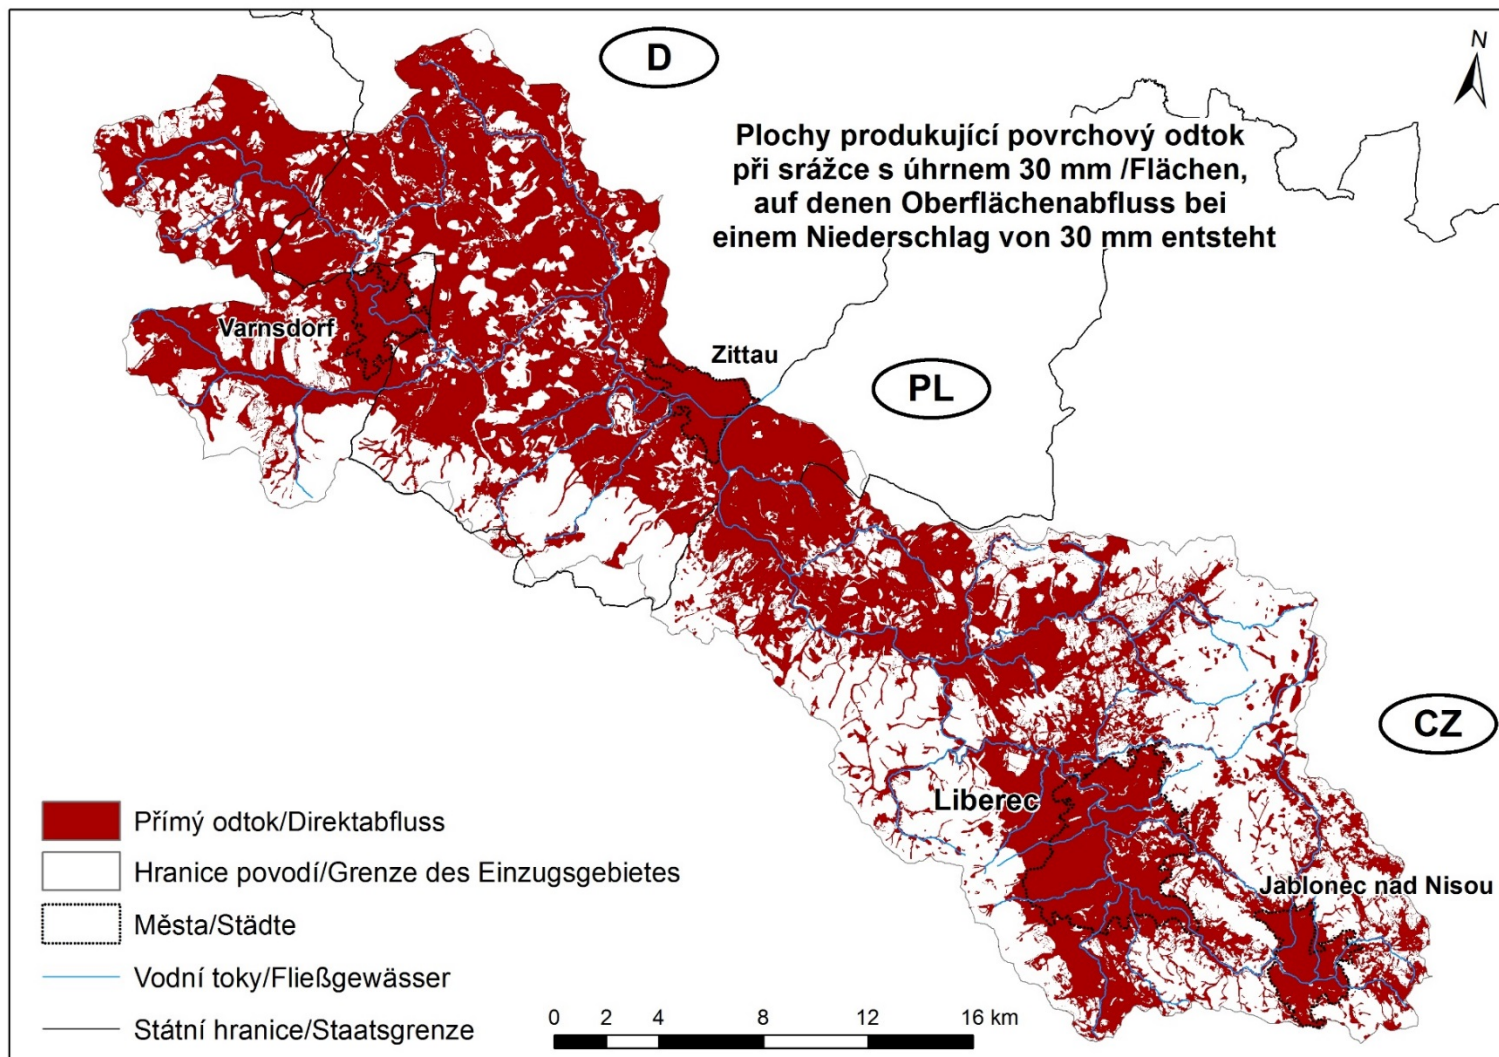 D
N
Plochy produkující povrchový odtok
při srážce s úhrnem 30 mm /Flächen,
auf denen Oberflächenabfluss bei
einem Niederschlag von 30 mm entsteht
Varnsdorf
Zittau
PL
CZ
Liberec
Jablonec nad Nisou
Přímý odtok/Direktabfluss
Hranice povodí/Grenze des Einzugsgebietes
Města/Städte
Vodní toky/Fließgewässer
Státní hranice/Staatsgrenze
0 2 4 8 12 16 km